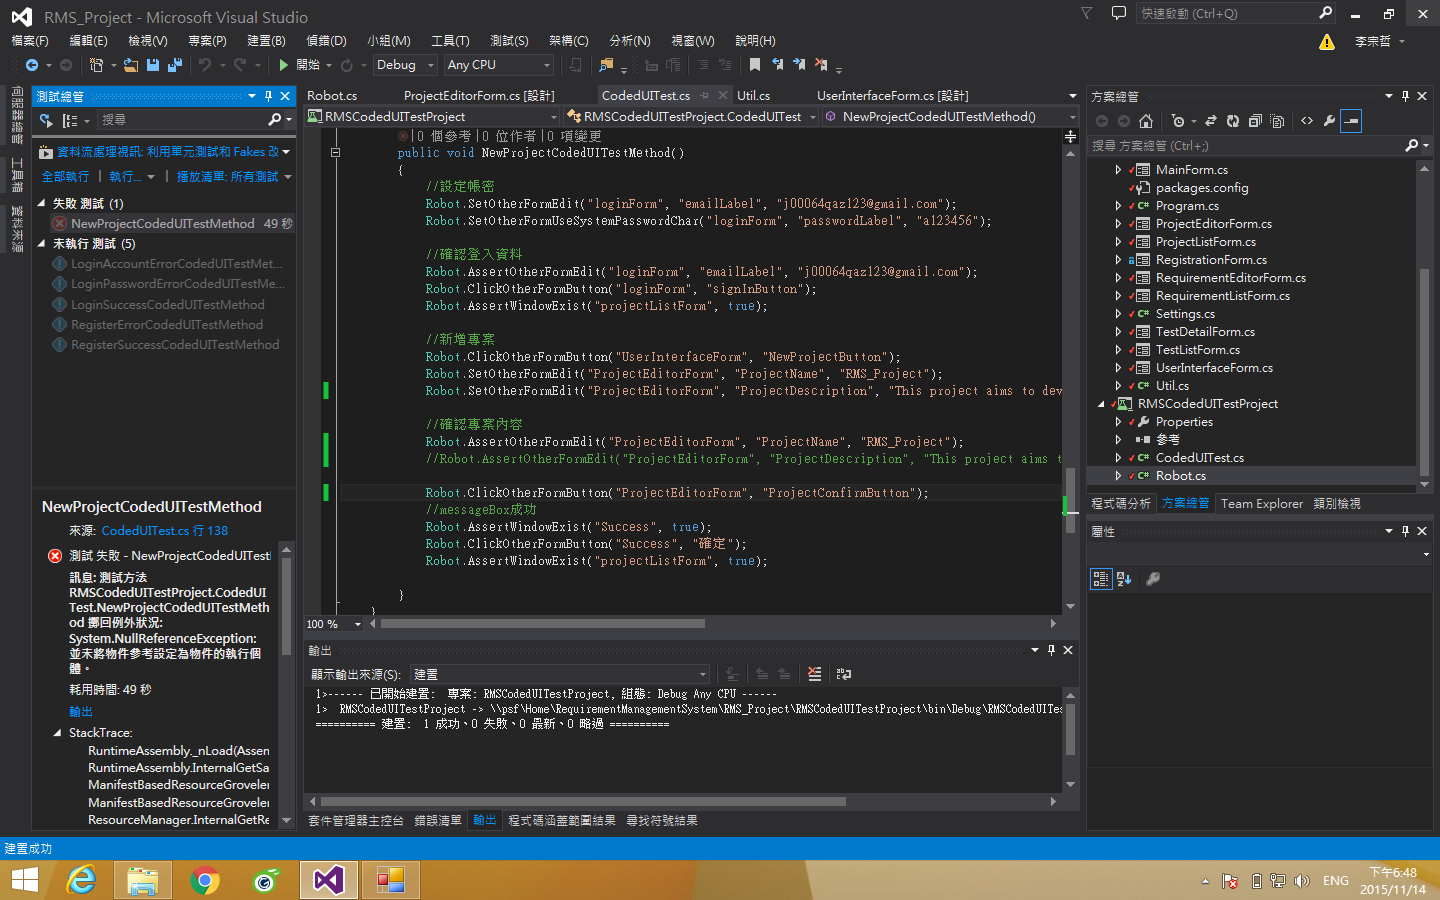 RMS_Project - Microsoft Visual Studio
快速啟動 (Ctrl+Q)
檔案(F) 編輯(E) 檢視(V) 專案(P) 建置(B) 偵錯(D) 小組(M) 工具(T) 測試(S) 架構(C) 分析(N) 視窗(W) 說明(H)
李宗哲
開始 Debug Any CPU
伺服器總管
工具箱
資料來源
測試總管
搜尋
資料流處理視訊: 利用單元測試和 Fakes 改
全部執行 | 執行... | 播放清單: 所有測試
失敗 測試 (1)
NewProjectCodedUITestMethod 49 秒
未執行 測試 (5)
LoginAccountErrorCodedUITestMet...
LoginPasswordErrorCodedUITestMe...
LoginSuccessCodedUITestMethod
RegisterErrorCodedUITestMethod
RegisterSuccessCodedUITestMethod
NewProjectCodedUITestMethod
來源: CodedUITest.cs 行 138
測試 失敗 - NewProjectCodedUITestI
訊息: 測試方法
RMSCodedUITestProject.CodedUI
Test.NewProjectCodedUITestMeth
od 擲回例外狀況:
System.NullReferenceException:
並未將物件參考設定為物件的執行個
體。
耗用時間: 49 秒
輸出
StackTrace:
RuntimeAssembly._nLoad(Assen
RuntimeAssembly.InternalGetSa
ManifestBasedResourceGroveler
ManifestBasedResourceGroveler
ResourceManager.InternalGetRe
Robot.cs ProjectEditorForm.cs [設計] CodedUITest.cs Util.cs UserInterfaceForm.cs [設計]
RMSCodedUITestProject RMSCodedUITestProject.CodedUITest NewProjectCodedUITestMethod()
|0 個參考|0 位作者|0 項變更
public void NewProjectCodedUITestMethod()
{
//設定帳密
Robot.SetOtherFormEdit("loginForm", "emailLabel", "j00064qaz123@gmail.com");
Robot.SetOtherFormUseSystemPasswordChar("loginForm", "passwordLabel", "a123456");
//確認登入資料
Robot.AssertOtherFormEdit("loginForm", "emailLabel", "j00064qaz123@gmail.com");
Robot.ClickOtherFormButton("loginForm", "signInButton");
Robot.AssertWindowExist("projectListForm", true);
//新增專案
Robot.ClickOtherFormButton("UserInterfaceForm", "NewProjectButton");
Robot.SetOtherFormEdit("ProjectEditorForm", "ProjectName", "RMS_Project");
Robot.SetOtherFormEdit("ProjectEditorForm", "ProjectDescription", "This project aims to dev
//確認專案內容
Robot.AssertOtherFormEdit("ProjectEditorForm", "ProjectName", "RMS_Project");
//Robot.AssertOtherFormEdit("ProjectEditorForm", "ProjectDescription", "This project aims t
Robot.ClickOtherFormButton("ProjectEditorForm", "ProjectConfirmButton");
//messageBox成功
Robot.AssertWindowExist("Success", true);
Robot.ClickOtherFormButton("Success", "確定");
Robot.AssertWindowExist("projectListForm", true);
}
}
100 %
輸出
顯示輸出來源(S): 建置
1>------ 已開始建置: 專案: RMSCodedUITestProject, 組態: Debug Any CPU ------
1> RMSCodedUITestProject -> \\psf\Home\RequirementManagementSystem\RMS_Project\RMSCodedUITestProject\bin\Debug\RMSCodedUITes
========== 建置: 1 成功、0 失敗、0 最新、0 略過 ==========
套件管理器主控台 錯誤清單 輸出 程式碼涵蓋範圍結果 尋找符號結果
方案總管
搜尋 方案總管 (Ctrl+;)
MainForm.cs
packages.config
Program.cs
ProjectEditorForm.cs
ProjectListForm.cs
RegistrationForm.cs
RequirementEditorForm.cs
RequirementListForm.cs
Settings.cs
TestDetailForm.cs
TestListForm.cs
UserInterfaceForm.cs
Util.cs
RMSCodedUITestProject
Properties
參考
CodedUITest.cs
Robot.cs
程式碼分析 方案總管 Team Explorer 類別檢視
屬性
建置成功
ENG
下午6:48
2015/11/14